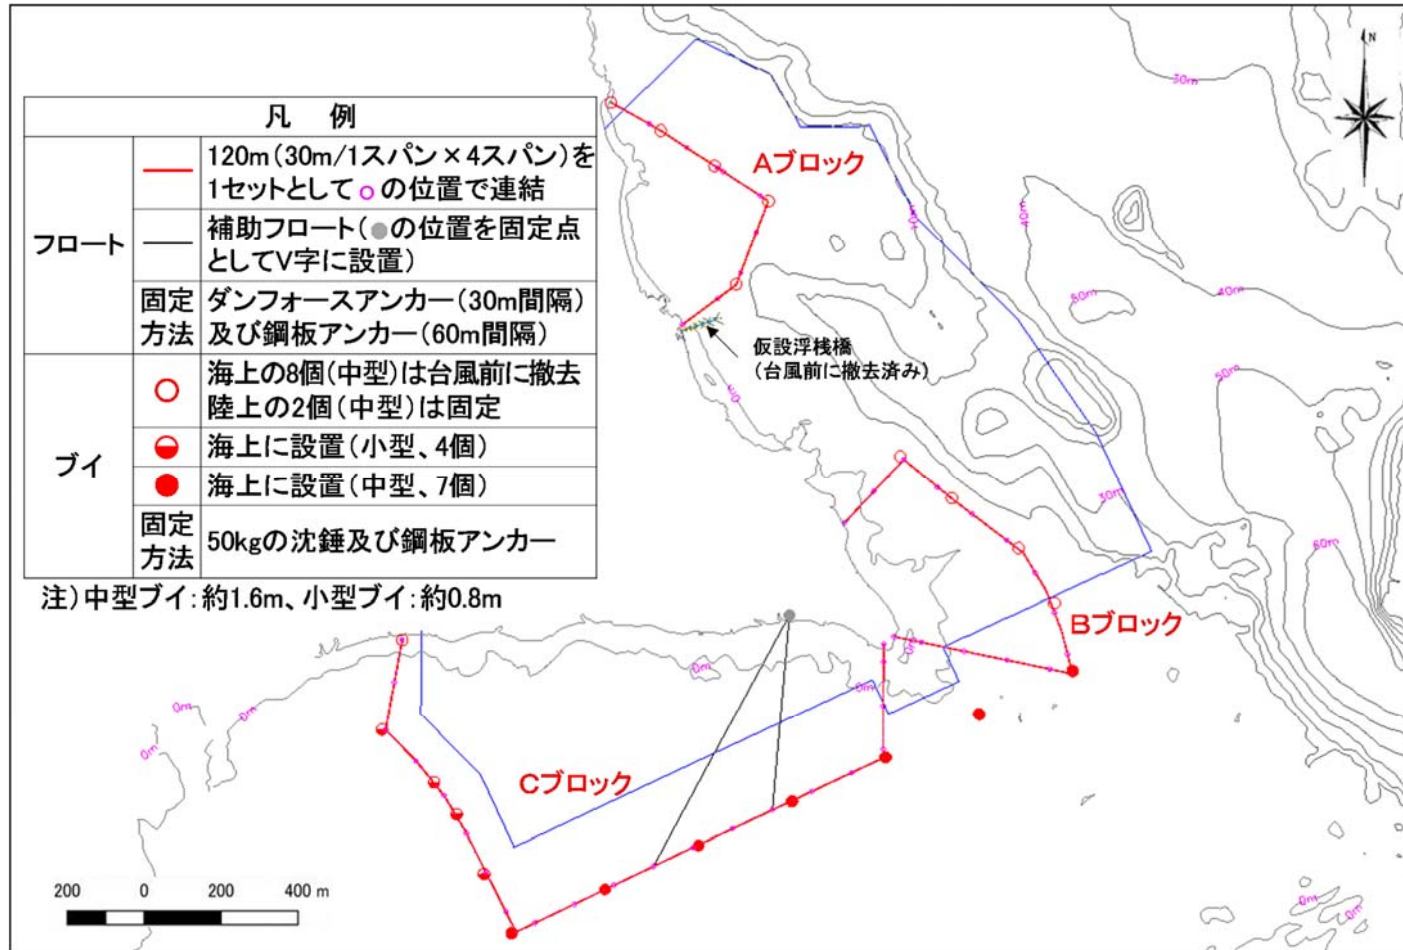 凡 例
フロート
120m(30m/1スパン×4スパン)を
1セットとして○の位置で連結
補助フロート(●の位置を固定点
としてV字に設置)
固定
方法
ダンフォースアンカー(30m間隔)
及び鋼板アンカー(60m間隔)
ブイ
海上の8個(中型)は台風前に撤去
陸上の2個(中型)は固定
海上に設置(小型、4個)
海上に設置(中型、7個)
固定
方法
50kgの沈錘及び鋼板アンカー
注)中型ブイ:約1.6m、小型ブイ:約0.8m
N
30m
Aブロック
40m
50m
40m
仮設浮桟橋
(台風前に撤去済み)
50m
30m
60m
Bブロック
0m
0m
0m
0m
0m
0m
Cブロック
0m
0m
200 0 200 400 m